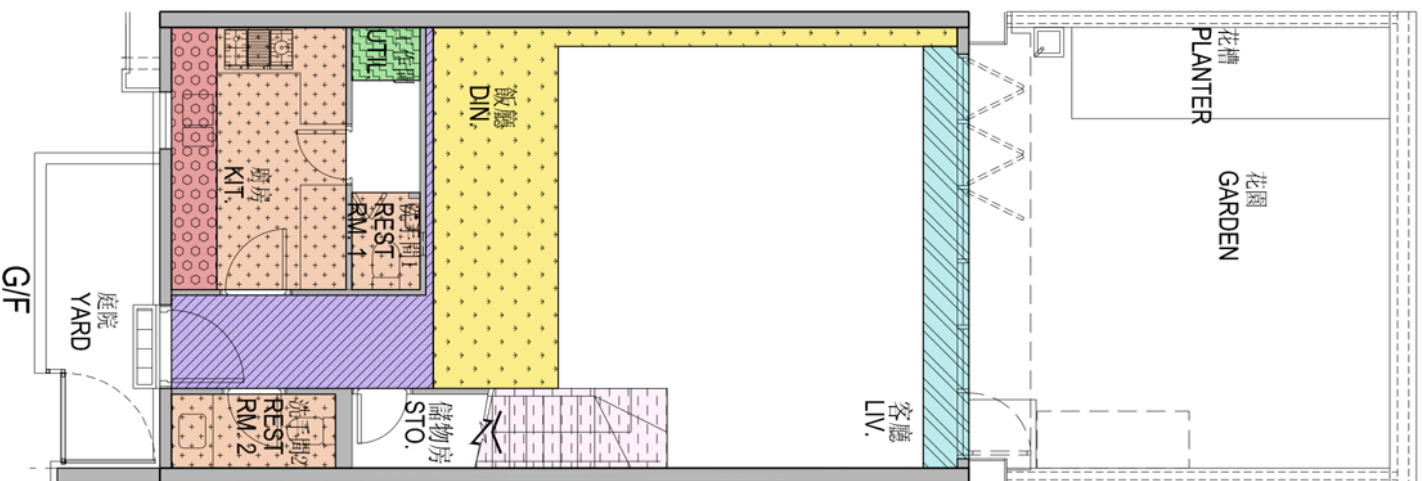 工作間
UTIL.
廚房
KIT.
洗手間1
REST
RM. 1
飯廳
DIN.
花槽
PLANTER
花園
GARDEN
庭院
YARD
G/F
洗手間2
REST
RM. 2
儲物房
STO.
客廳
LIV.